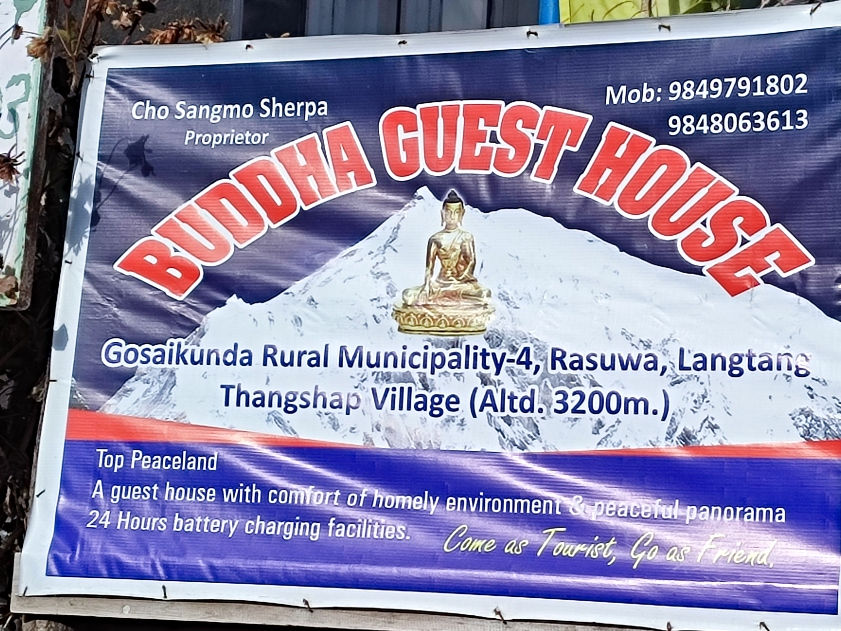 Cho Sangmo Sherpa
Proprietor
Mob: 9849791802
9848063613
BUDDHA GUEST HOUSE
Gosaikunda Rural Municipality-4, Rasuwa, Langtang
Thangshap Village (Altd. 3200m.)
Top Peaceland
A guest house with comfort of homely environment & peaceful panorama
24 Hours battery charging facilities.
Come as Tourist, Go as Friend.